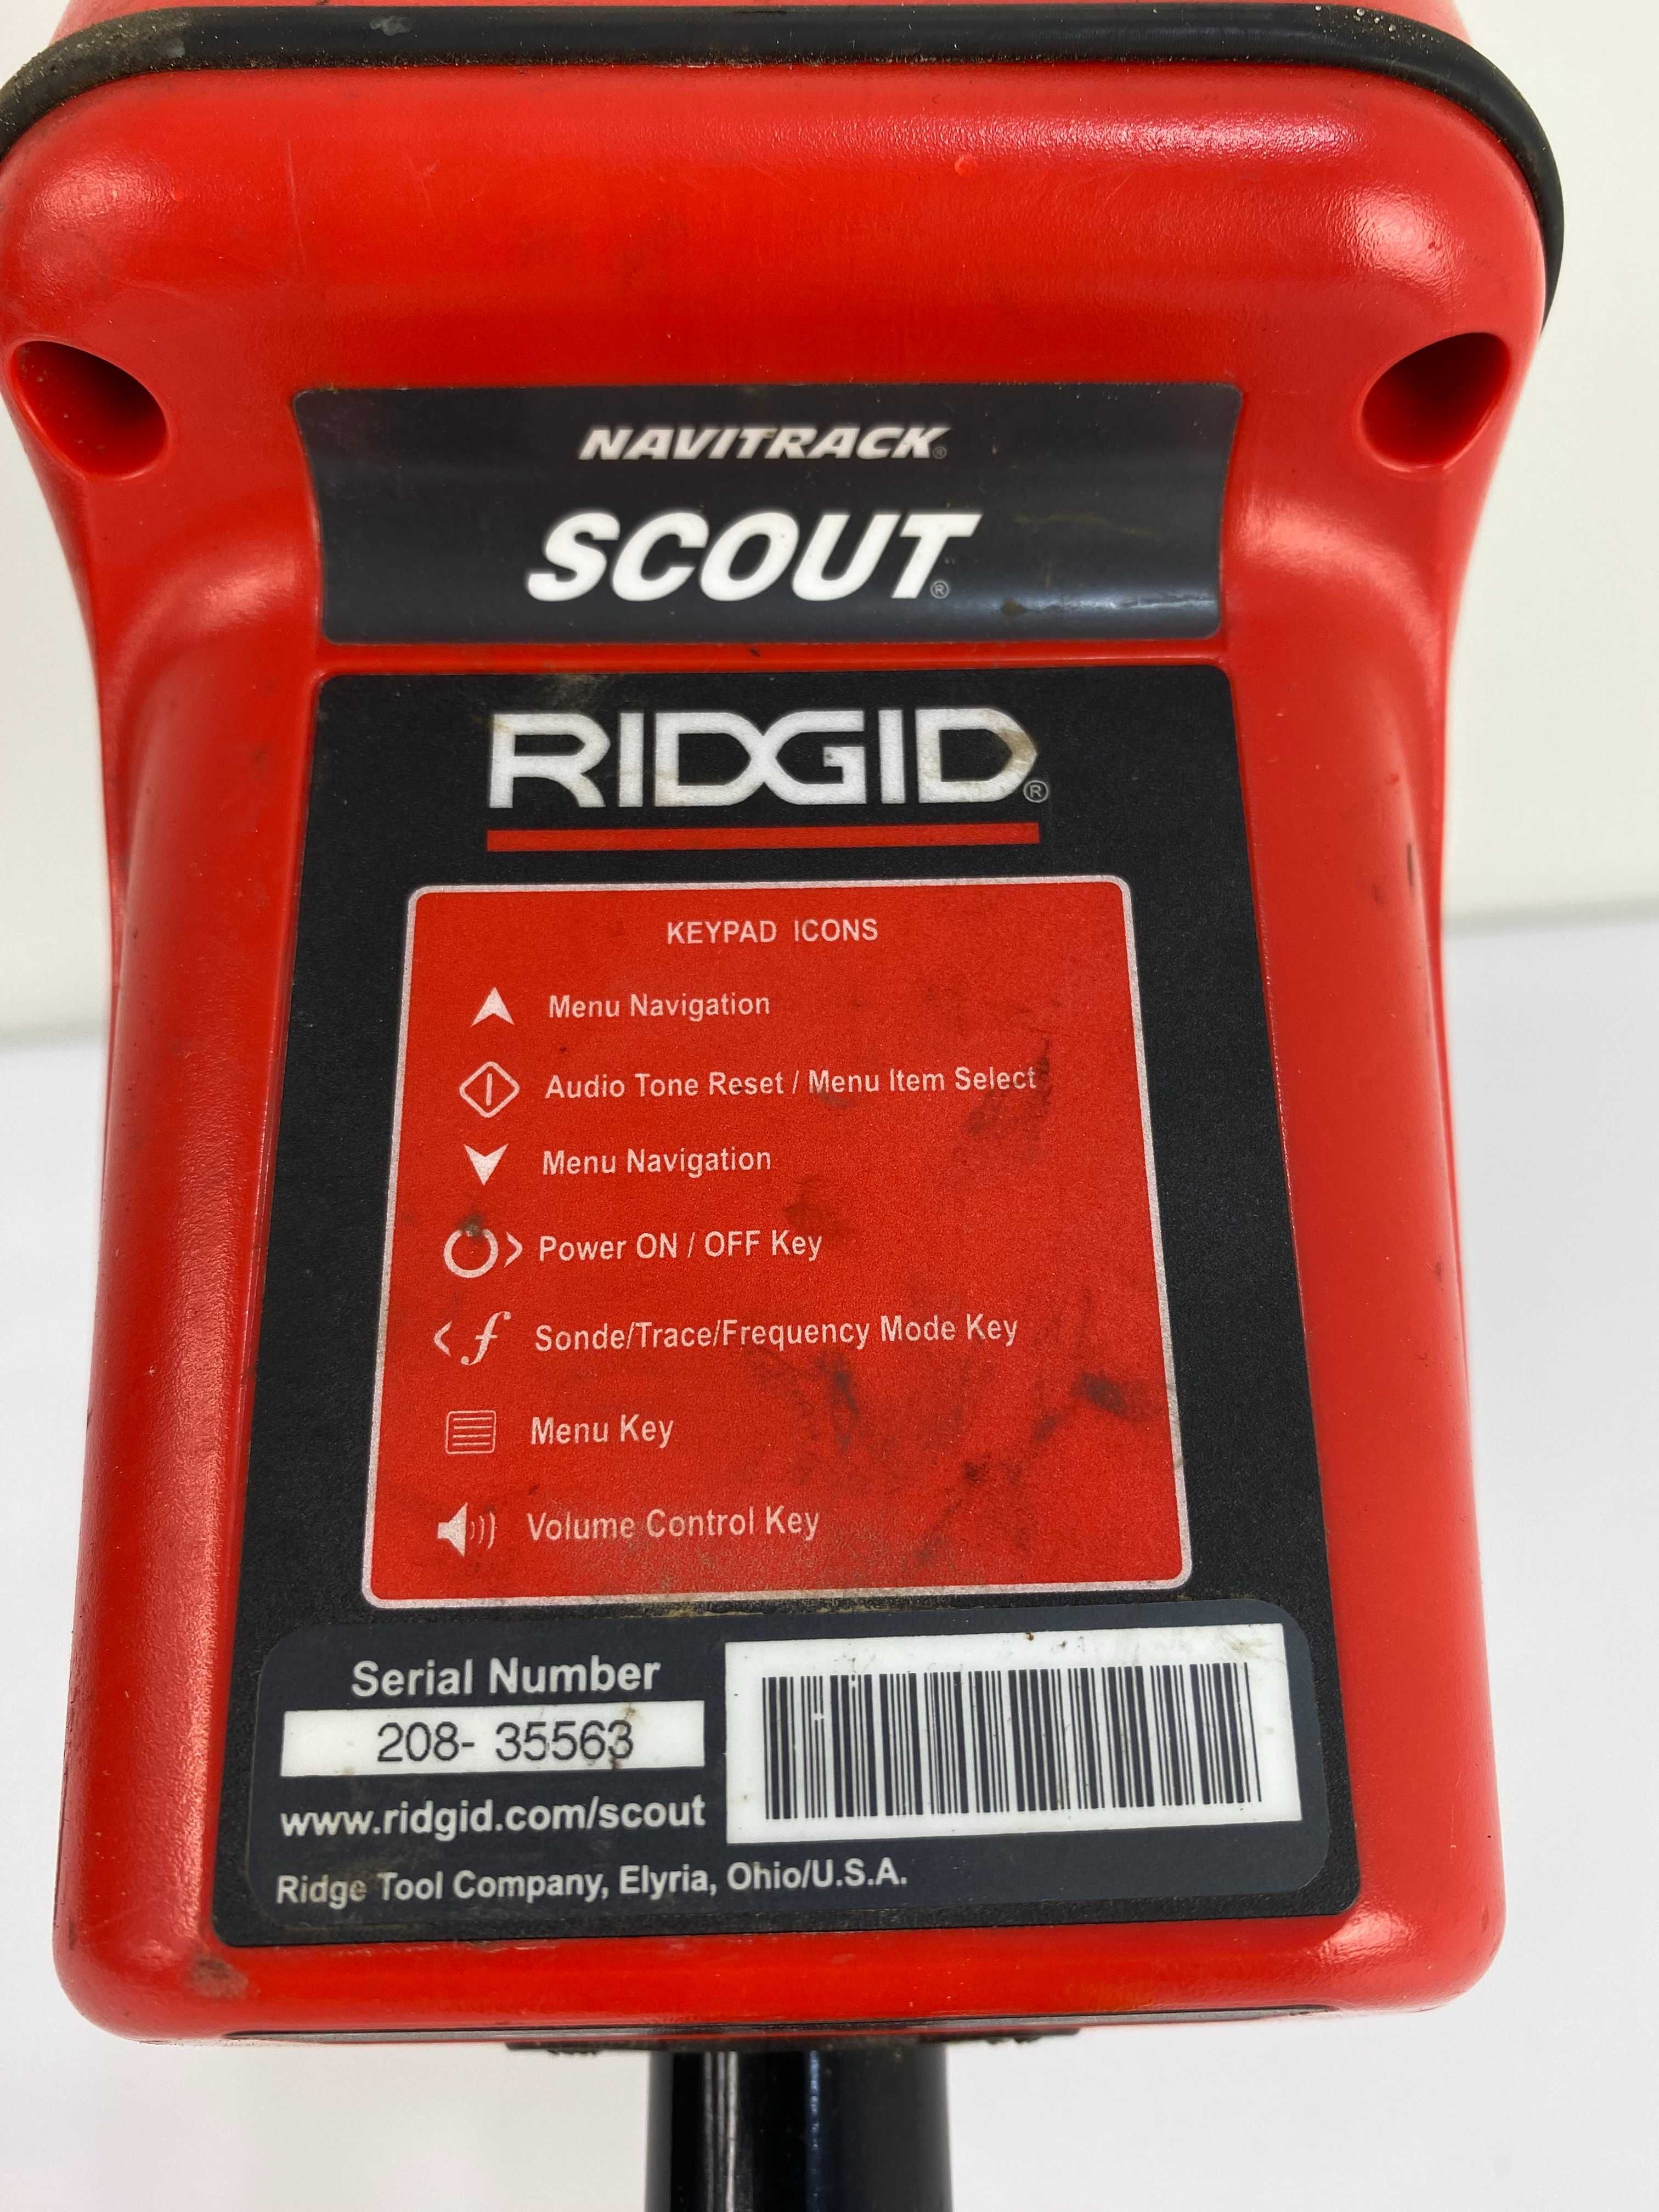 NAVITRACK®
SCOUT®
RIDGID®
KEYPAD ICONS
Menu Navigation
Audio Tone Reset / Menu Item Select
Menu Navigation
Power ON / OFF Key
Sonde/Trace/Frequency Mode Key
Menu Key
Volume Control Key
Serial Number
208- 35563
www.ridgid.com/scout
Ridge Tool Company, Elyria, Ohio/U.S.A.